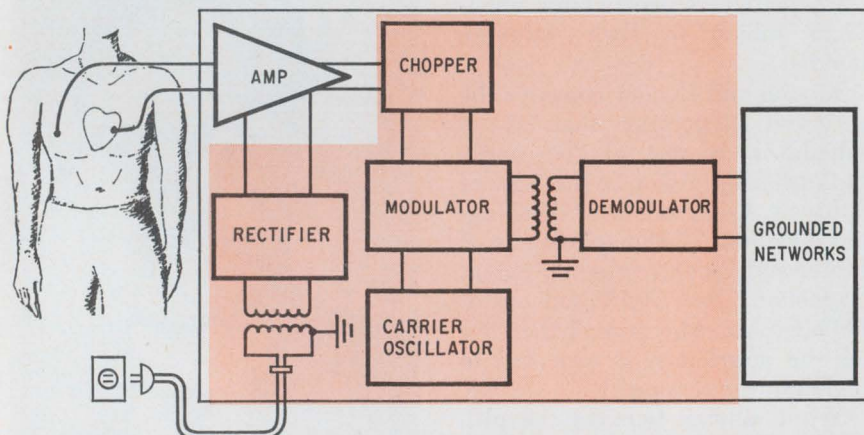 AMP
CHOPPER
RECTIFIER
MODULATOR
DEMODULATOR
GROUNDED
NETWORKS
CARRIER
OSCILLATOR